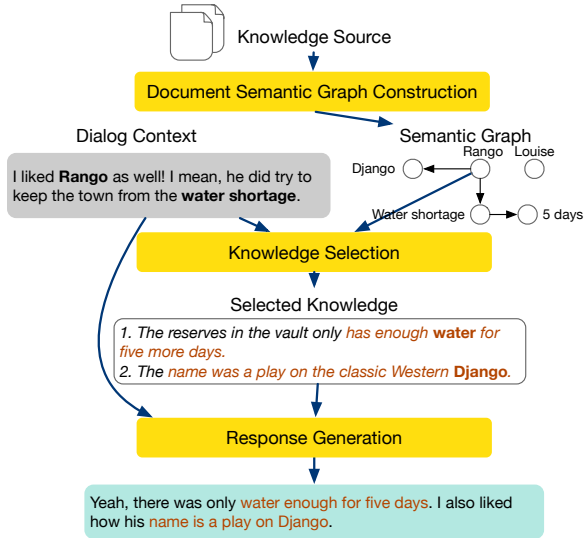 Knowledge Source
Document Semantic Graph Construction
Dialog Context
Semantic Graph
I liked Rango as well! I mean, he did try to
keep the town from the water shortage.
Rango
Louise
Django
Water shortage
5 days
Knowledge Selection
Selected Knowledge
1. The reserves in the vault only has enough water for
five more days.
2. The name was a play on the classic Western Django.
Response Generation
Yeah, there was only water enough for five days. I also liked
how his name is a play on Django.